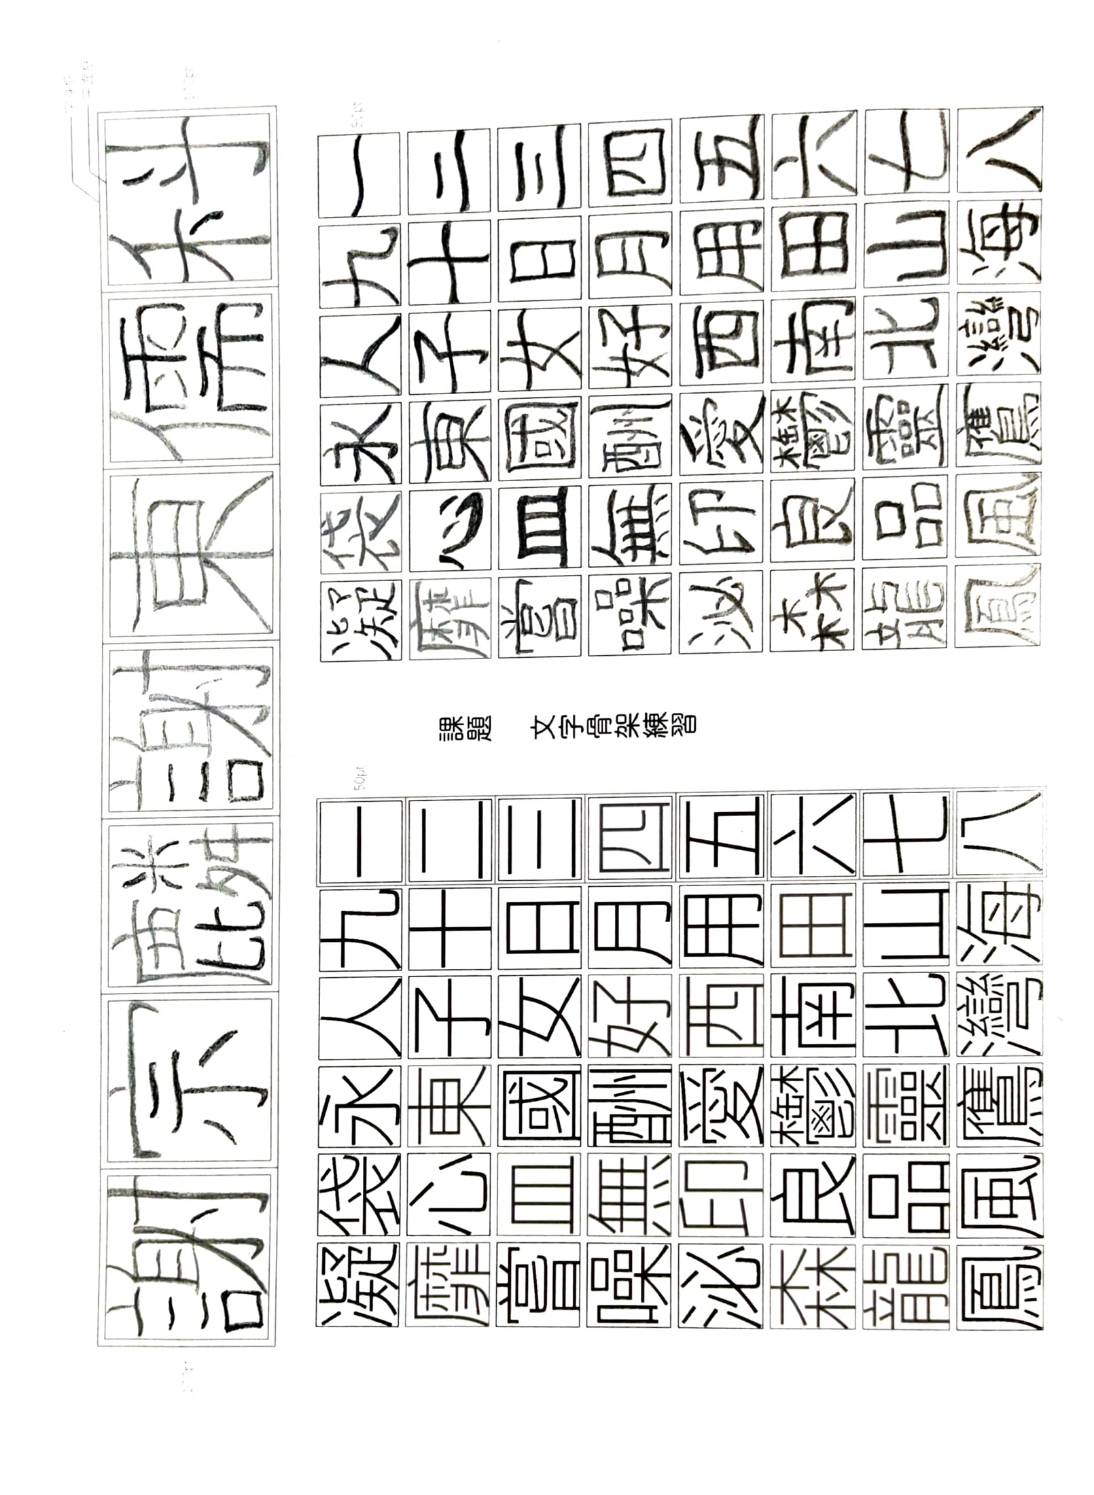 謝宗麟謝東儒科
一二三四五六七八
九十日月用田山海
人子女好西南北灣
永東國酬愛鬱靈鷹
袋心皿無印良品風
凝靡嘗噪泌森龍鳳
課題 文字骨架練習
50pt
一二三四五六七八
九十日月用田山海
人子女好西南北灣
永東國酬愛鬱靈鷹
袋心皿無印良品風
凝靡嘗噪泌森龍鳳